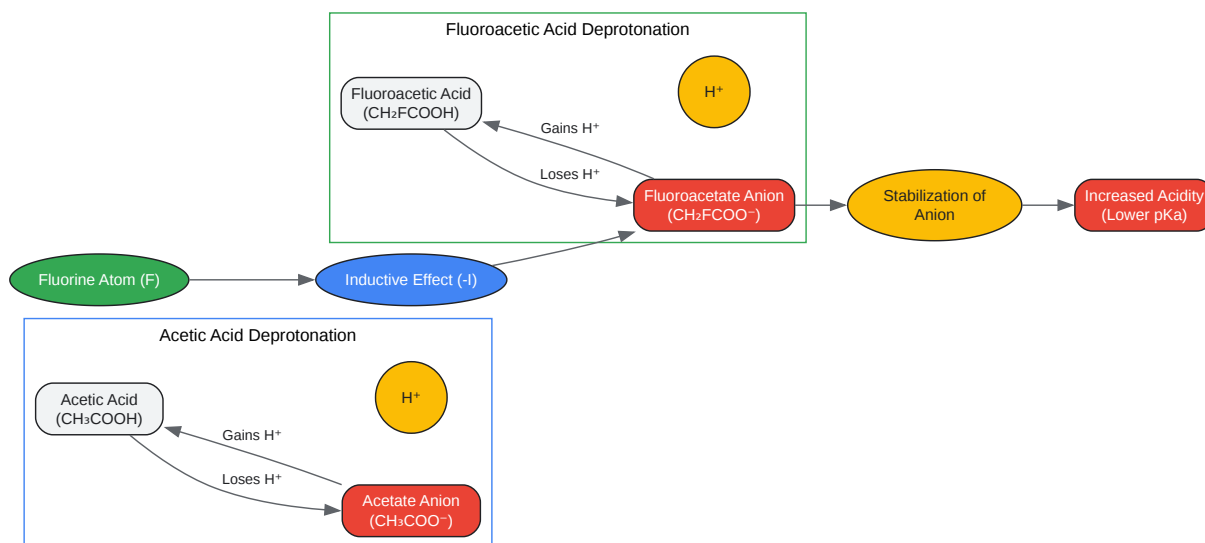 Fluoroacetic Acid Deprotonation
Fluoroacetic Acid
(CH₂FCOOH)
H⁺
Gains H⁺
Loses H⁺
Fluoroacetate Anion
(CH₂FCOO⁻)
Stabilization of
Anion
Increased Acidity
(Lower pKa)
Fluorine Atom (F)
Inductive Effect (-I)
Acetic Acid Deprotonation
Acetic Acid
(CH₃COOH)
H⁺
Gains H⁺
Loses H⁺
Acetate Anion
(CH₃COO⁻)